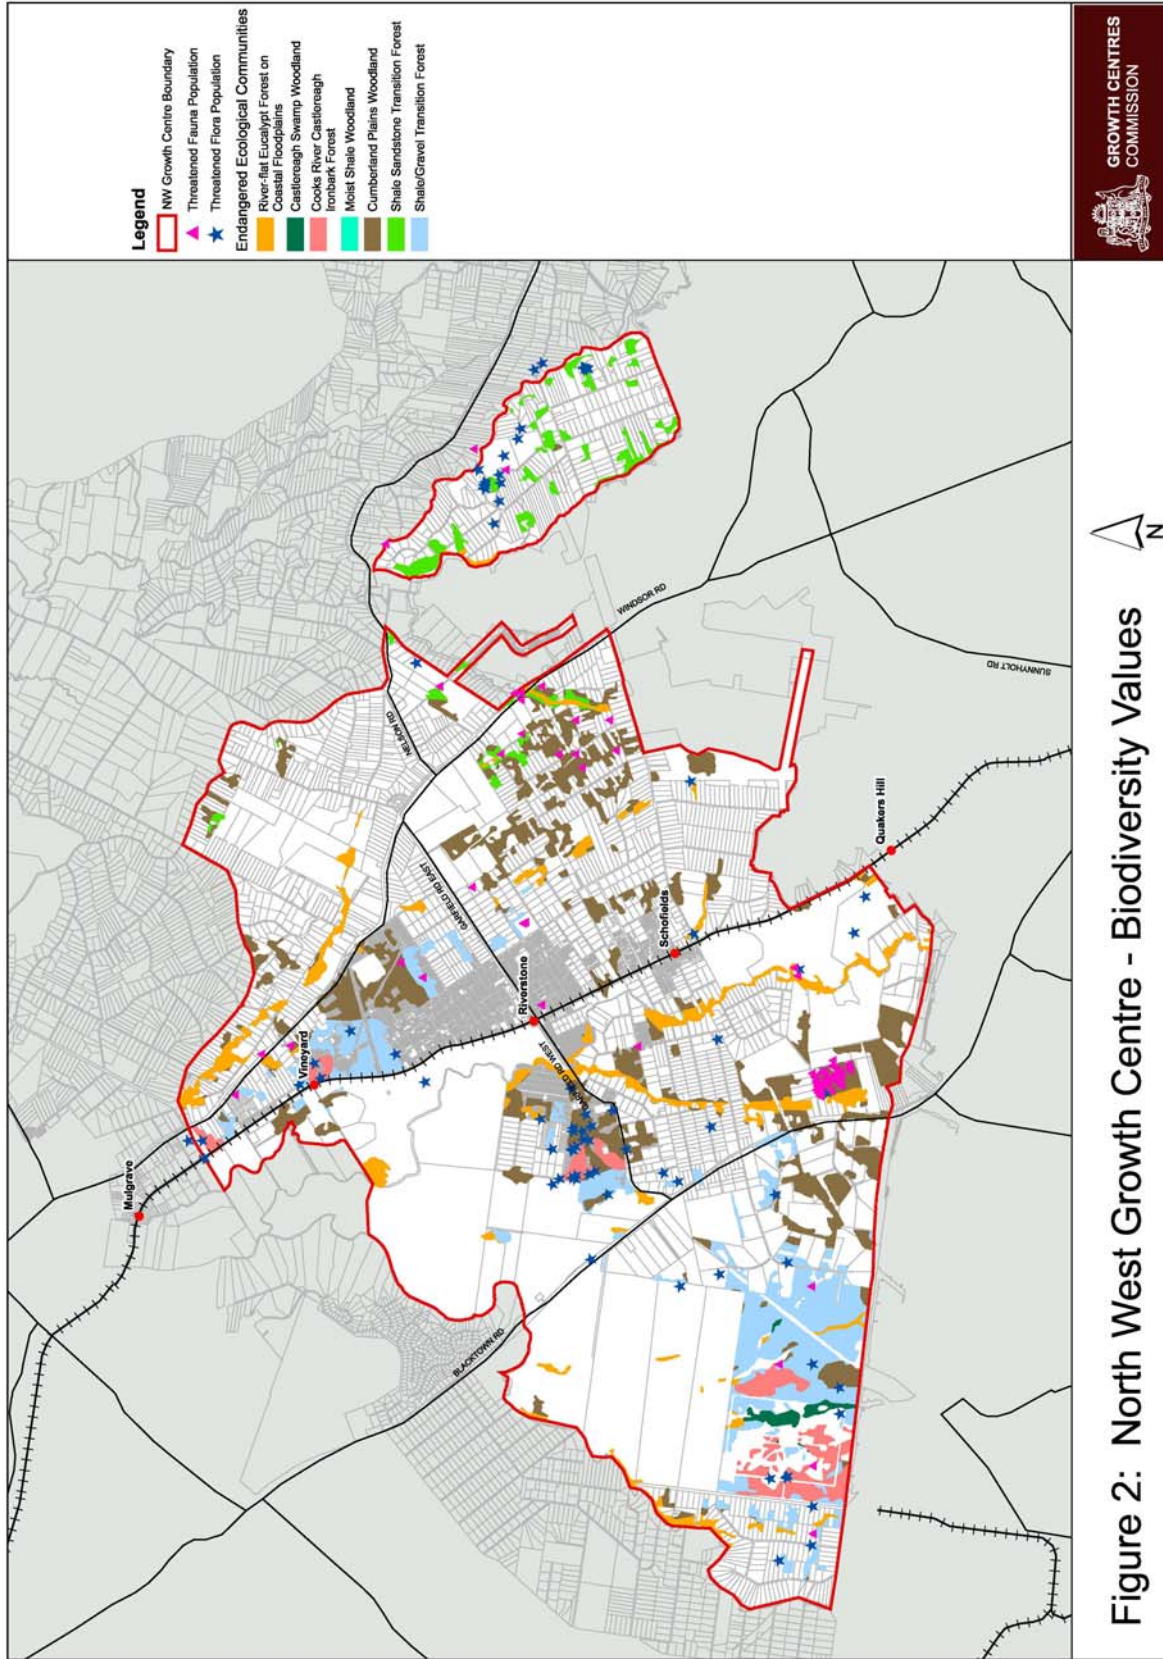 Legend
NW Growth Centre Boundary
Threatened Fauna Population
Threatened Flora Population
Endangered Ecological Communities
River-flat Eucalypt Forest on
Coastal Floodplains
Castlereagh Swamp Woodland
Cooks River Castlereagh
Ironbark Forest
Moist Shale Woodland
Cumberland Plains Woodland
Shale Sandstone Transition Forest
Shale/Gravel Transition Forest
Mulgrave
Vineyard
NELSON RD
WINDSOR RD
GARFIELD RD EAST
Riverstone
GARFIELD RD WEST
BLACKTOWN RD
Schofields
Quakers Hill
SUNNYHOLT RD
N
GROWTH CENTRES
COMMISSION
Figure 2: North West Growth Centre - Biodiversity Values